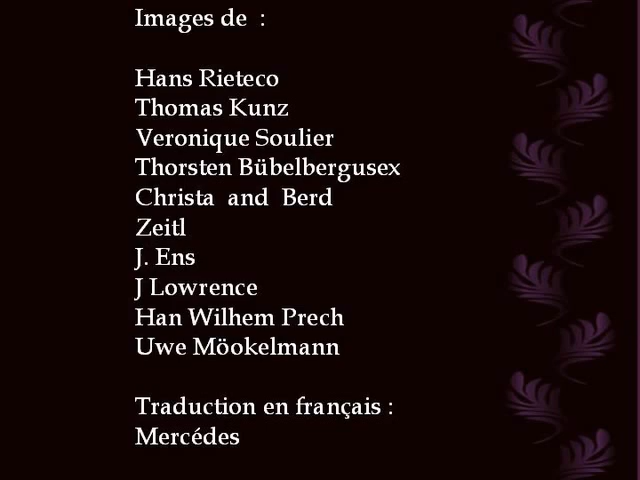 Images de  :
Hans Rieteco
Thomas Kunz
Veronique Soulier
Thorsten Bübelbergusex
Christa  and  Berd
Zeitl
J. Ens
J Lowrence
Han Wilhem Prech
Uwe Möokelmann
Traduction en français :
Mercédes